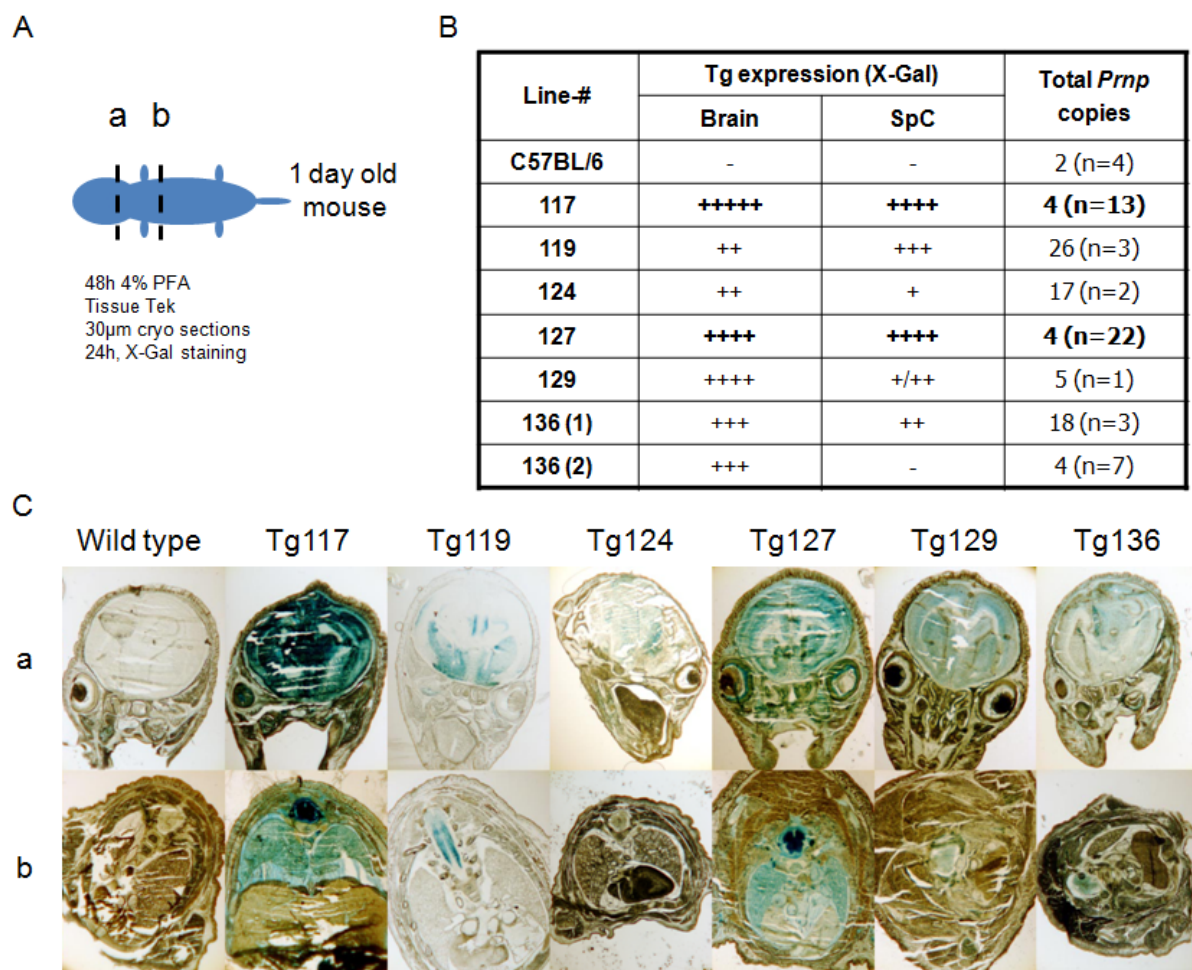 A
a b
1 day old
mouse
48h 4% PFA
Tissue Tek
30µm cryo sections
24h, X-Gal staining
B
Line-# Tg expression (X-Gal) Total Prnp copies
Brain SpC
C57BL/6 - - 2 (n=4)
117 +++++ ++++ 4 (n=13)
119 ++ +++ 26 (n=3)
124 ++ + 17 (n=2)
127 ++++ ++++ 4 (n=22)
129 ++++ +/++ 5 (n=1)
136 (1) +++ ++ 18 (n=3)
136 (2) +++ - 4 (n=7)
C
Wild type Tg117 Tg119 Tg124 Tg127 Tg129 Tg136
a
b